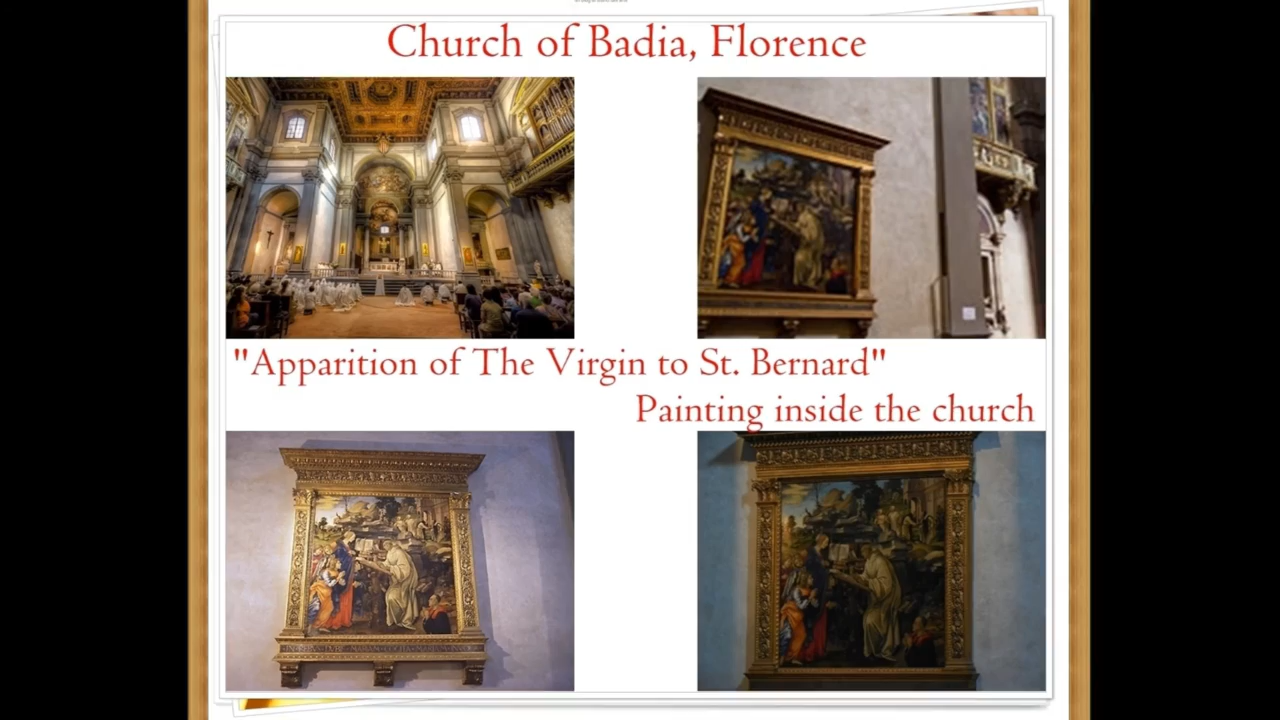 Church of Badia, Florence
"Apparition of The Virgin to St. Bernard"
Painting inside the church